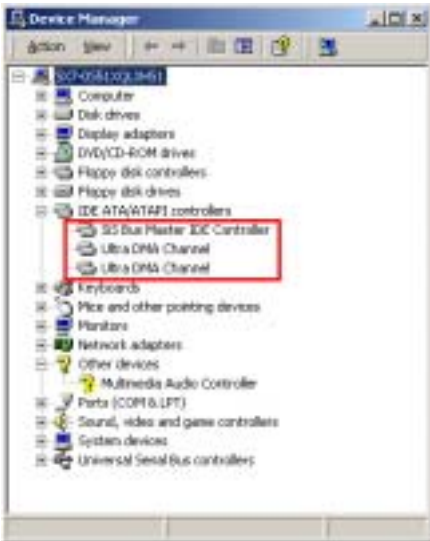 Device Manager
Action View
Computer
Disk drives
Display adapters
DVD/CD-ROM drives
Floppy disk controllers
Floppy disk drives
IDE ATA/ATAPI controllers
SiS Bus Master IDE Controller
Ultra DMA Channel
Ultra DMA Channel
Keyboards
Mice and other pointing devices
Monitors
Network adapters
Other devices
Multimedia Audio Controller
Ports (COM & LPT)
Sound, video and game controllers
System devices
Universal Serial Bus controllers